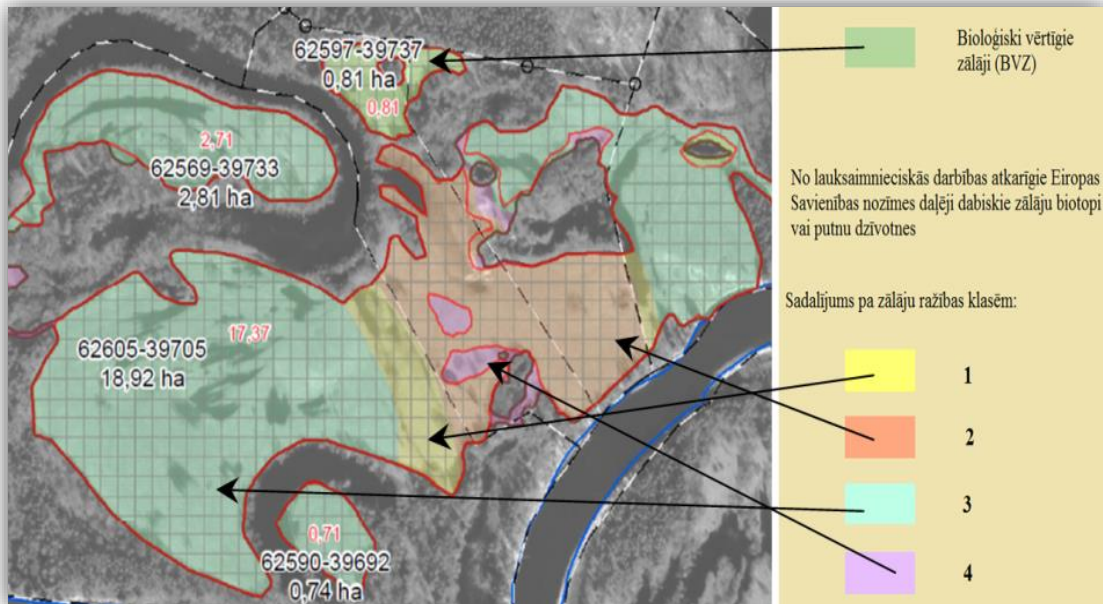 62597-39737
0,81 ha
0,81
2,71
62569-39733
2,81 ha
17,37
62605-39705
18,92 ha
0,71
62590-39692
0,74 ha
Bioloģiski vērtīgie
zālāji (BVZ)
No lauksaimnieciskās darbības atkarīgie Eiropas
Savienības nozīmes daļēji dabiskie zālāju biotopi
vai putnu dzīvotnes
Sadalījums pa zālāju ražības klasēm:
1
2
3
4